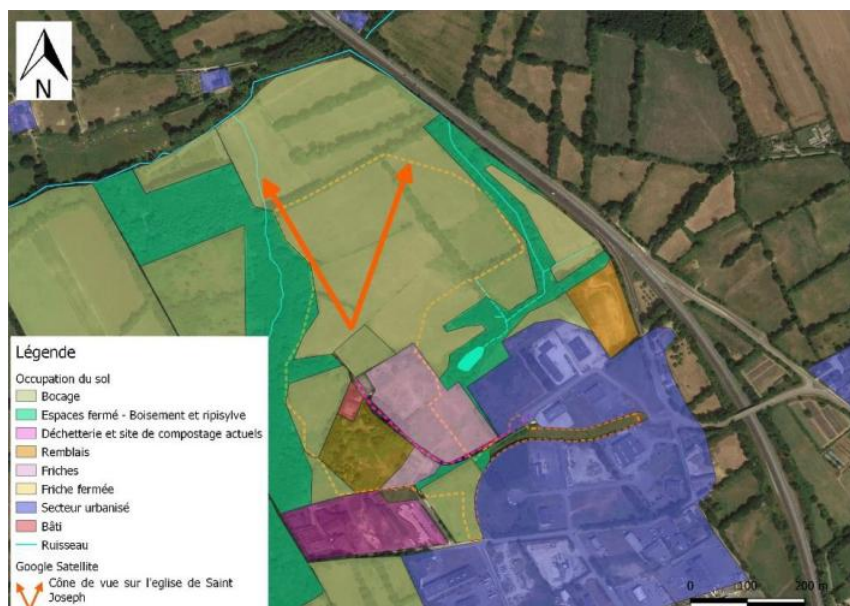 N
Légende
Occupation du sol
Bocage
Espaces fermé - Boisement et ripisylve
Déchetterie et site de compostage actuels
Remblais
Friches
Friche fermée
Secteur urbanisé
Bâti
Ruisseau
Google Satellite
Cône de vue sur l'eglise de Saint
Joseph
0 100 200 m